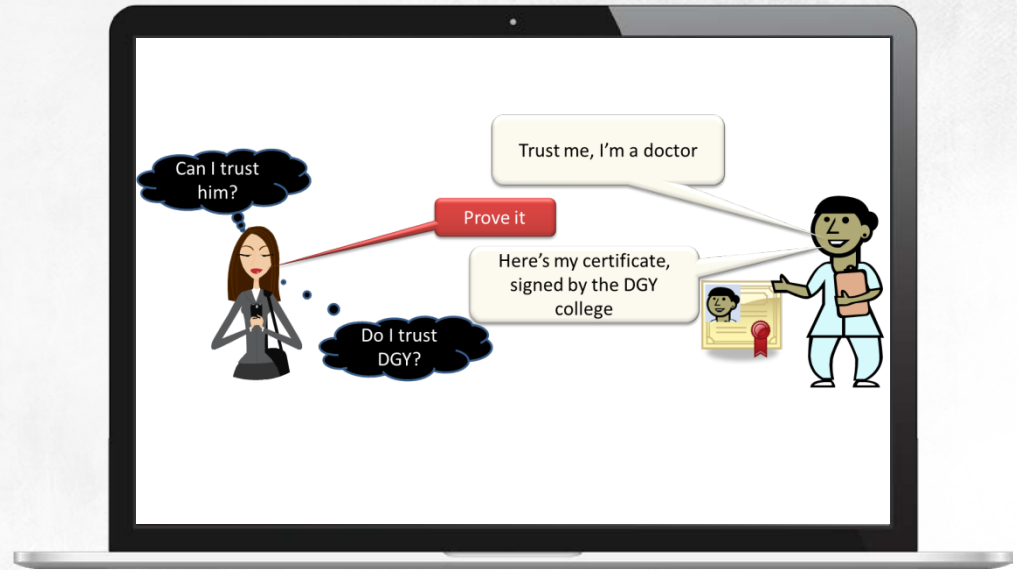 Can I trust
him?
Trust me, I'm a doctor
Prove it
Here's my certificate,
signed by the DGY
college
Do I trust
DGY?